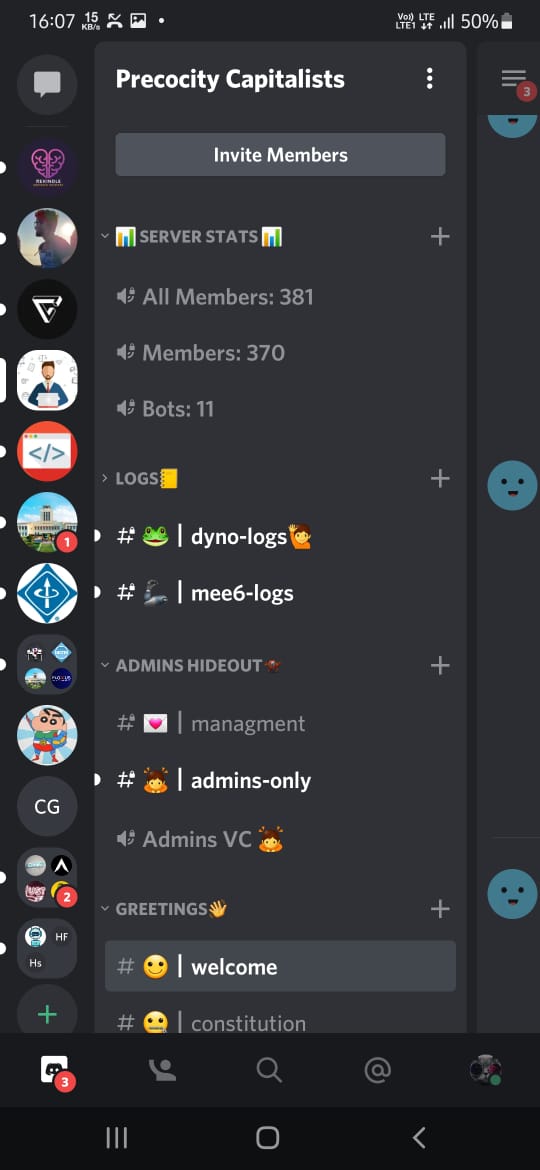 16:07 15 KB/s Vo) LTE LTE1 50%
Precocity Capitalists
3
Invite Members
REKINDLE
📊 SERVER STATS 📊
All Members: 381
Members: 370
Bots: 11
</>
LOGS📒
🐸 | dyno-logs🙋
1
🦾 | mee6-logs
ADMINS HIDEOUT
💌 | managment
🙇 | admins-only
CG
Admins VC 🙇
2
GREETINGS👋
HF
Hs
🙂 | welcome
🤐 | constitution
3